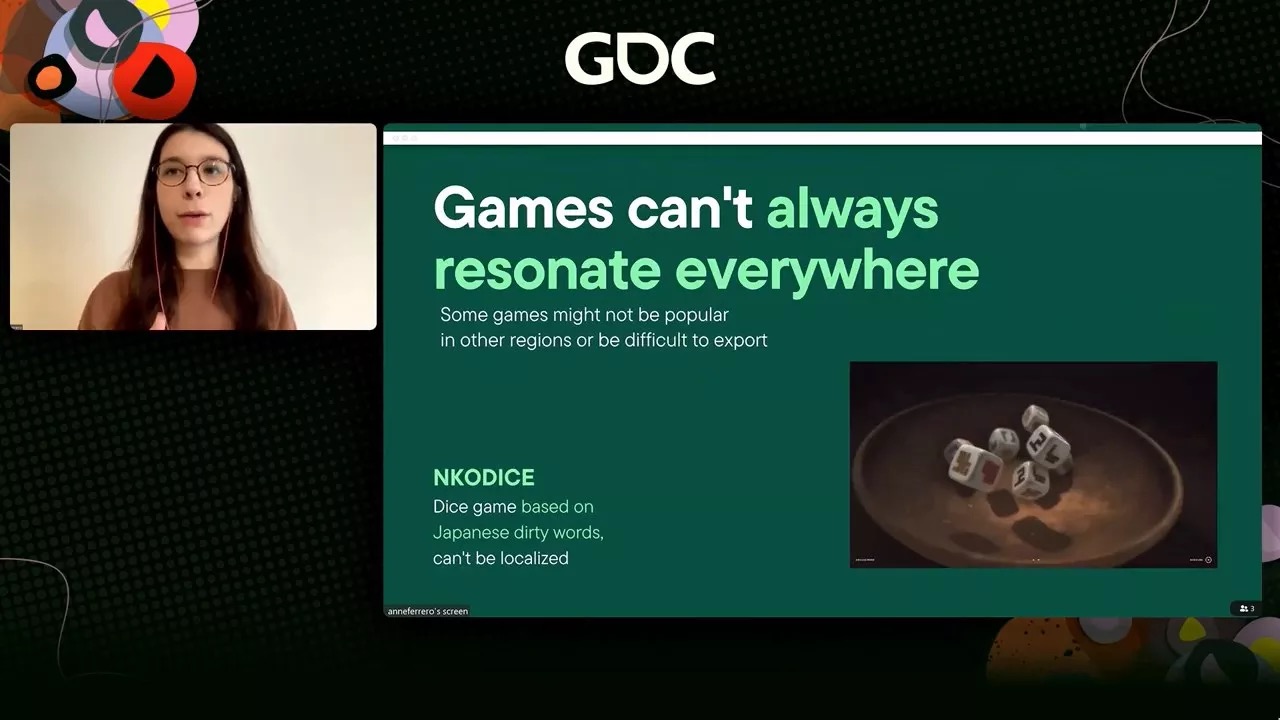 GDC
Games can't always
resonate everywhere
Some games might not be popular
in other regions or be difficult to export
NKODICE
Dice game based on
Japanese dirty words,
can't be localized
anneferrero's screen
3